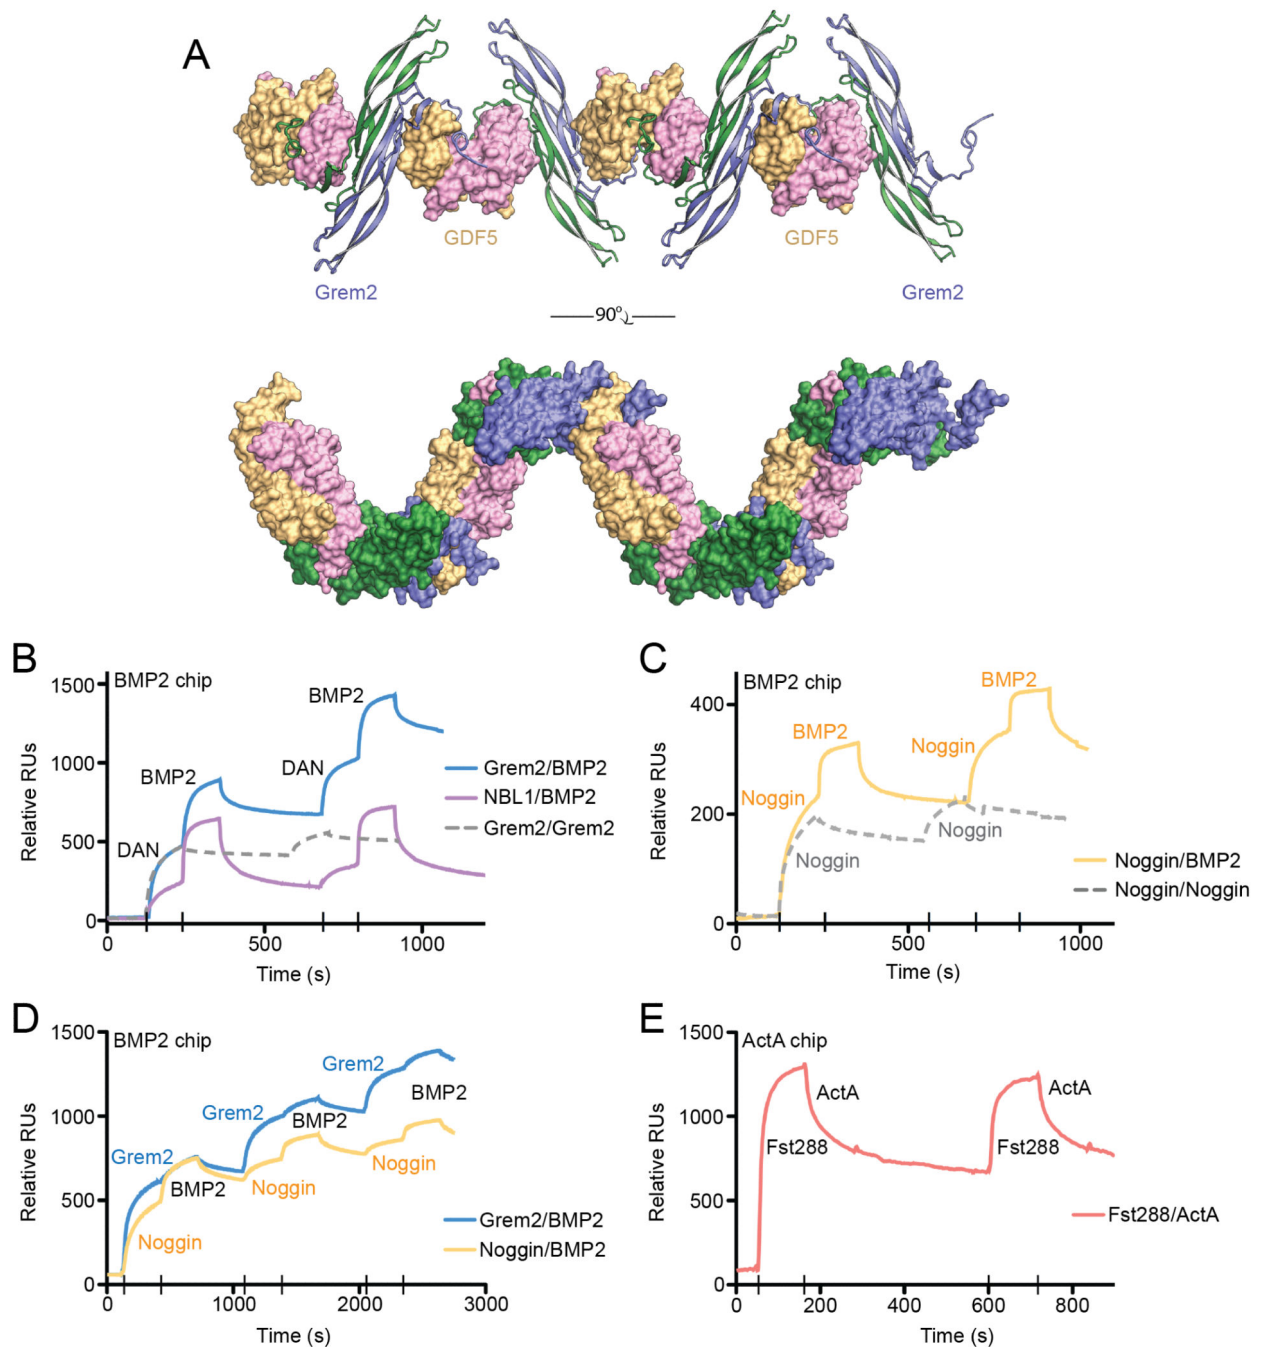 A
GDF5
GDF5
Grem2
Grem2
90°
B
BMP2 chip
1500
1000
500
0
Relative RUs
DAN
BMP2
DAN
BMP2
Grem2/BMP2
NBL1/BMP2
Grem2/Grem2
0
500
1000
Time (s)
C
BMP2 chip
400
200
0
Relative RUs
Noggin
BMP2
Noggin
BMP2
Noggin
Noggin
Noggin/BMP2
Noggin/Noggin
0
500
1000
Time (s)
D
BMP2 chip
1500
1000
500
0
Relative RUs
Grem2
BMP2
Grem2
BMP2
Grem2
BMP2
Noggin
Noggin
Noggin
Grem2/BMP2
Noggin/BMP2
0
1000
2000
3000
Time (s)
E
ActA chip
1500
1000
500
0
Relative RUs
Fst288
ActA
Fst288
ActA
Fst288/ActA
0
200
400
600
800
Time (s)